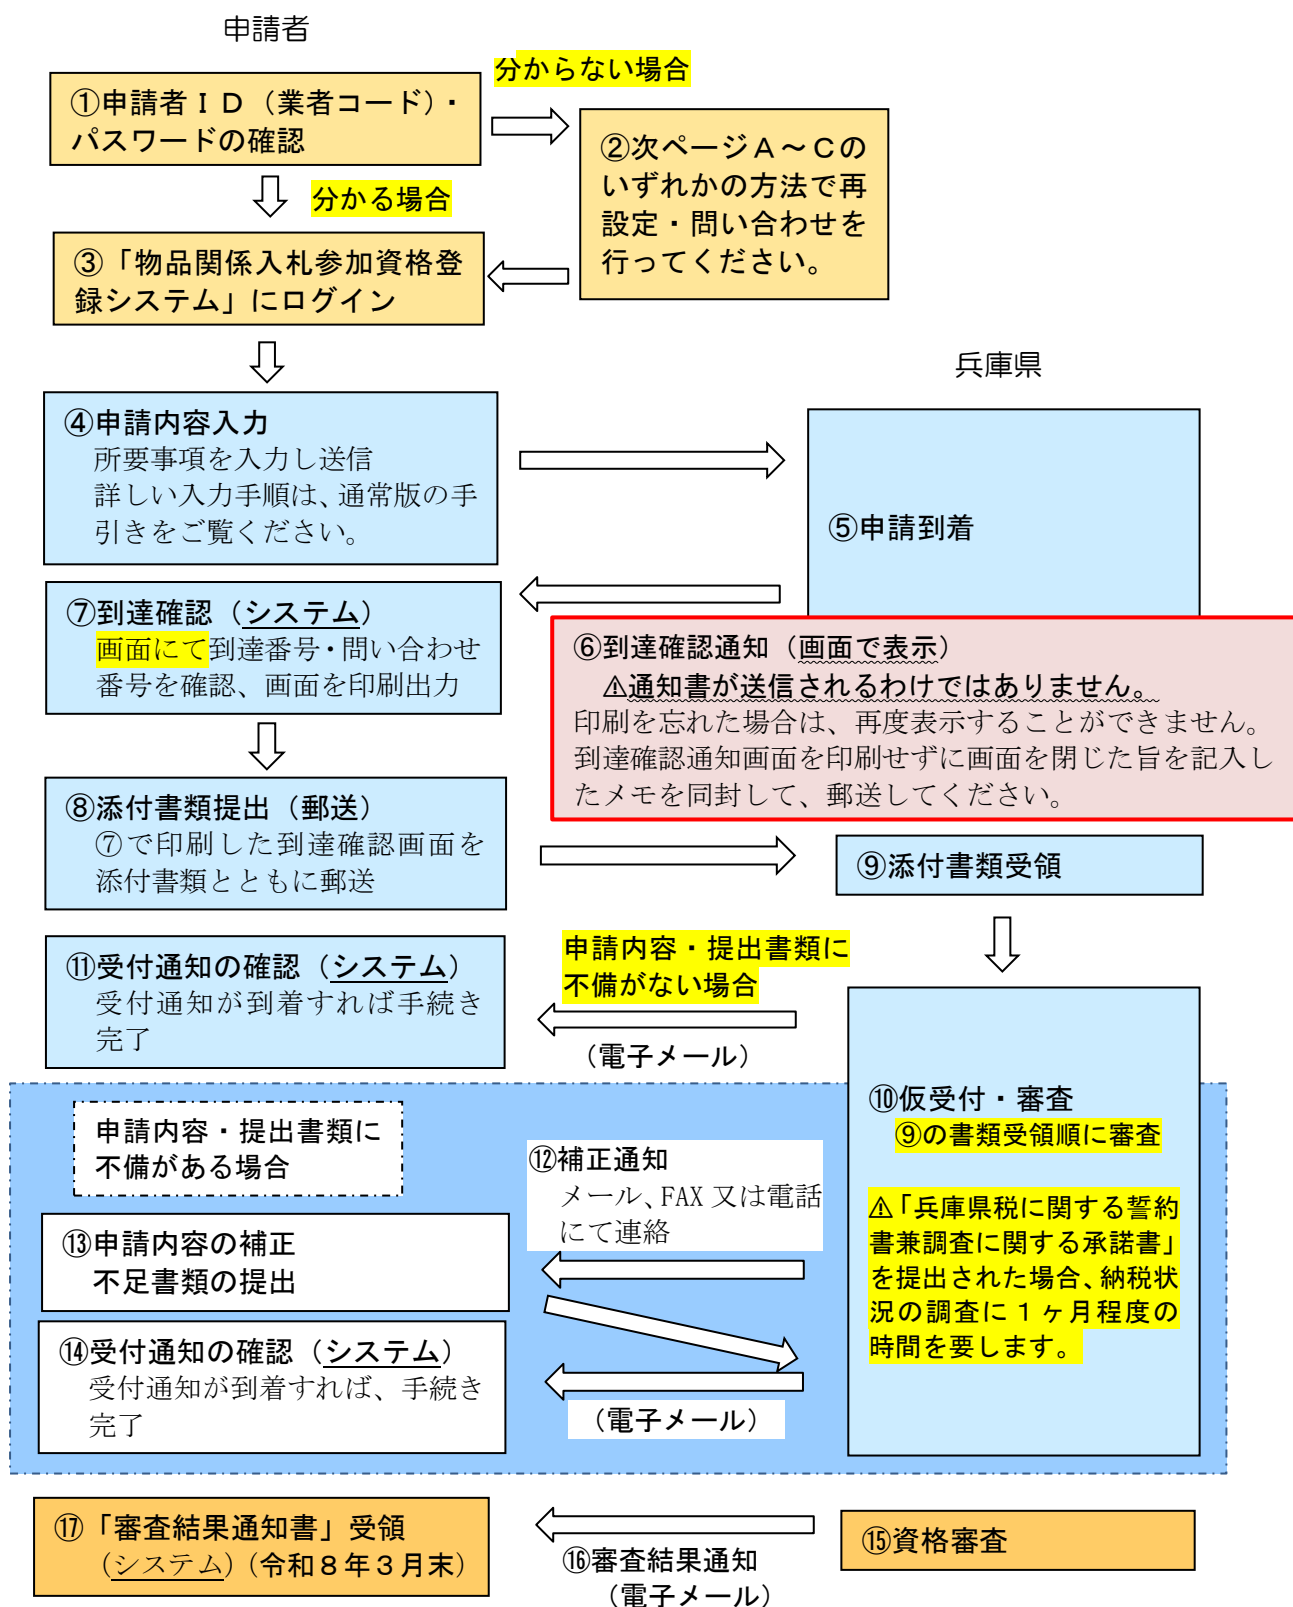 申請者
分からない場合
①申請者ＩＤ（業者コード）・
パスワードの確認
②次ページＡ～Ｃの
いずれかの方法で再
設定・問い合わせを
行ってください。
分かる場合
③「物品関係入札参加資格登
録システム」にログイン
兵庫県
④申請内容入力
所要事項を入力し送信
詳しい入力手順は、通常版の手
引きをご覧ください。
⑤申請到着
⑦到達確認（システム）
画面にて到達番号・問い合わせ
番号を確認、画面を印刷出力
⑥到達確認通知（画面で表示）
⚠通知書が送信されるわけではありません。
印刷を忘れた場合は、再度表示することができません。
到達確認通知画面を印刷せずに画面を閉じた旨を記入し
たメモを同封して、郵送してください。
⑧添付書類提出（郵送）
⑦で印刷した到達確認画面を
添付書類とともに郵送
⑨添付書類受領
申請内容・提出書類に
不備がない場合
（電子メール）
⑪受付通知の確認（システム）
受付通知が到着すれば手続き
完了
⑩仮受付・審査
⑨の書類受領順に審査
⚠「兵庫県税に関する誓約
書兼調査に関する承諾書」
を提出された場合、納税状
況の調査に１ヶ月程度の
時間を要します。
申請内容・提出書類に
不備がある場合
⑫補正通知
メール、FAX 又は電話
にて連絡
⑬申請内容の補正
不足書類の提出
⑭受付通知の確認（システム）
受付通知が到着すれば、手続き
完了
（電子メール）
⑰「審査結果通知書」受領
（システム）（令和８年３月末）
⑮資格審査
⑯審査結果通知
（電子メール）